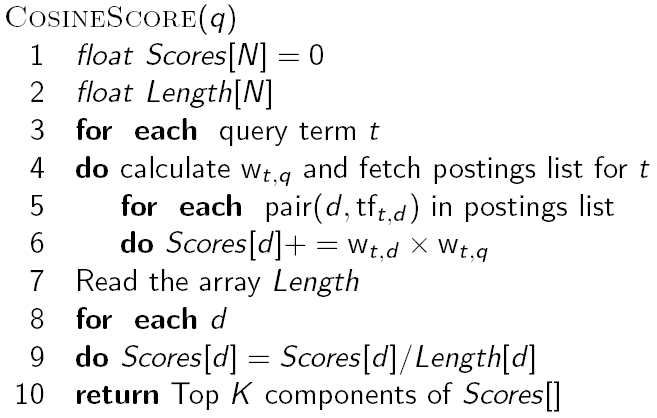 COSINESCORE(q)
1 float Scores[N] = 0
2 float Length[N]
3 for each query term t
4 do calculate w_{t,q} and fetch postings list for t
5 for each pair(d, tf_{t,d}) in postings list
6 do Scores[d]+ = w_{t,d} × w_{t,q}
7 Read the array Length
8 for each d
9 do Scores[d] = Scores[d]/Length[d]
10 return Top K components of Scores[]